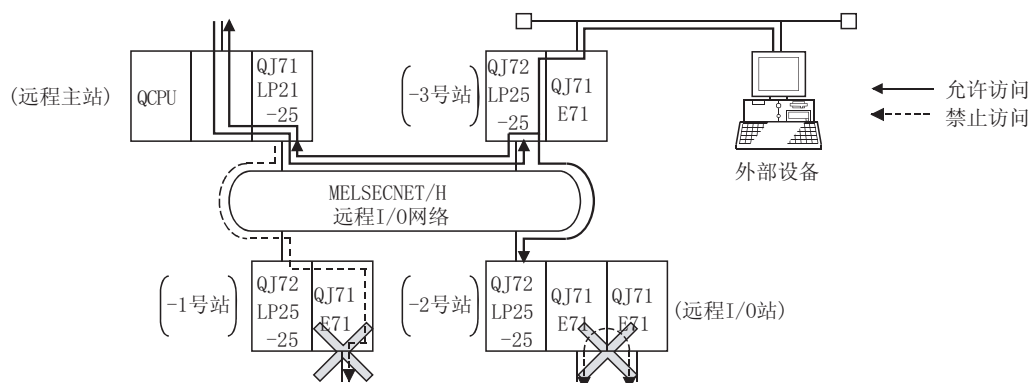 (远程主站)
QCPU
QJ71
LP21
-25
-3号站
QJ72
LP25
-25
QJ71
E71
允许访问
禁止访问
外部设备
MELSECNET/H
远程I/O网络
-1号站
QJ72
LP25
-25
QJ71
E71
-2号站
QJ72
LP25
-25
QJ71
E71
QJ71
E71
(远程I/O站)